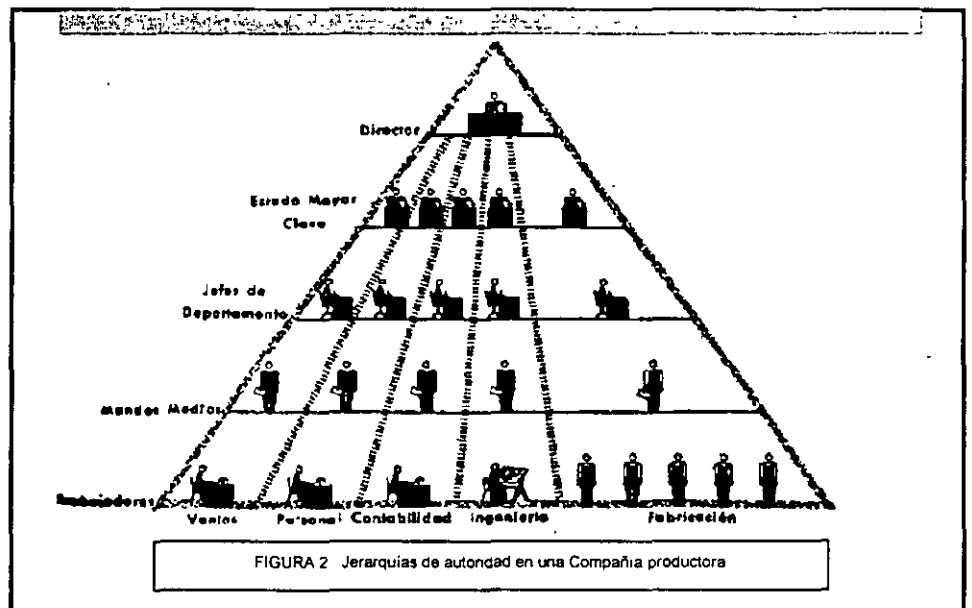 Director
Estado Mayor
Clave
Jefes de
Departamento
Mandos Medios
Trabajadores
Ventas Personal Contabilidad Ingeniería Fabricación
FIGURA 2 Jerarquías de autoridad en una Compañía productora